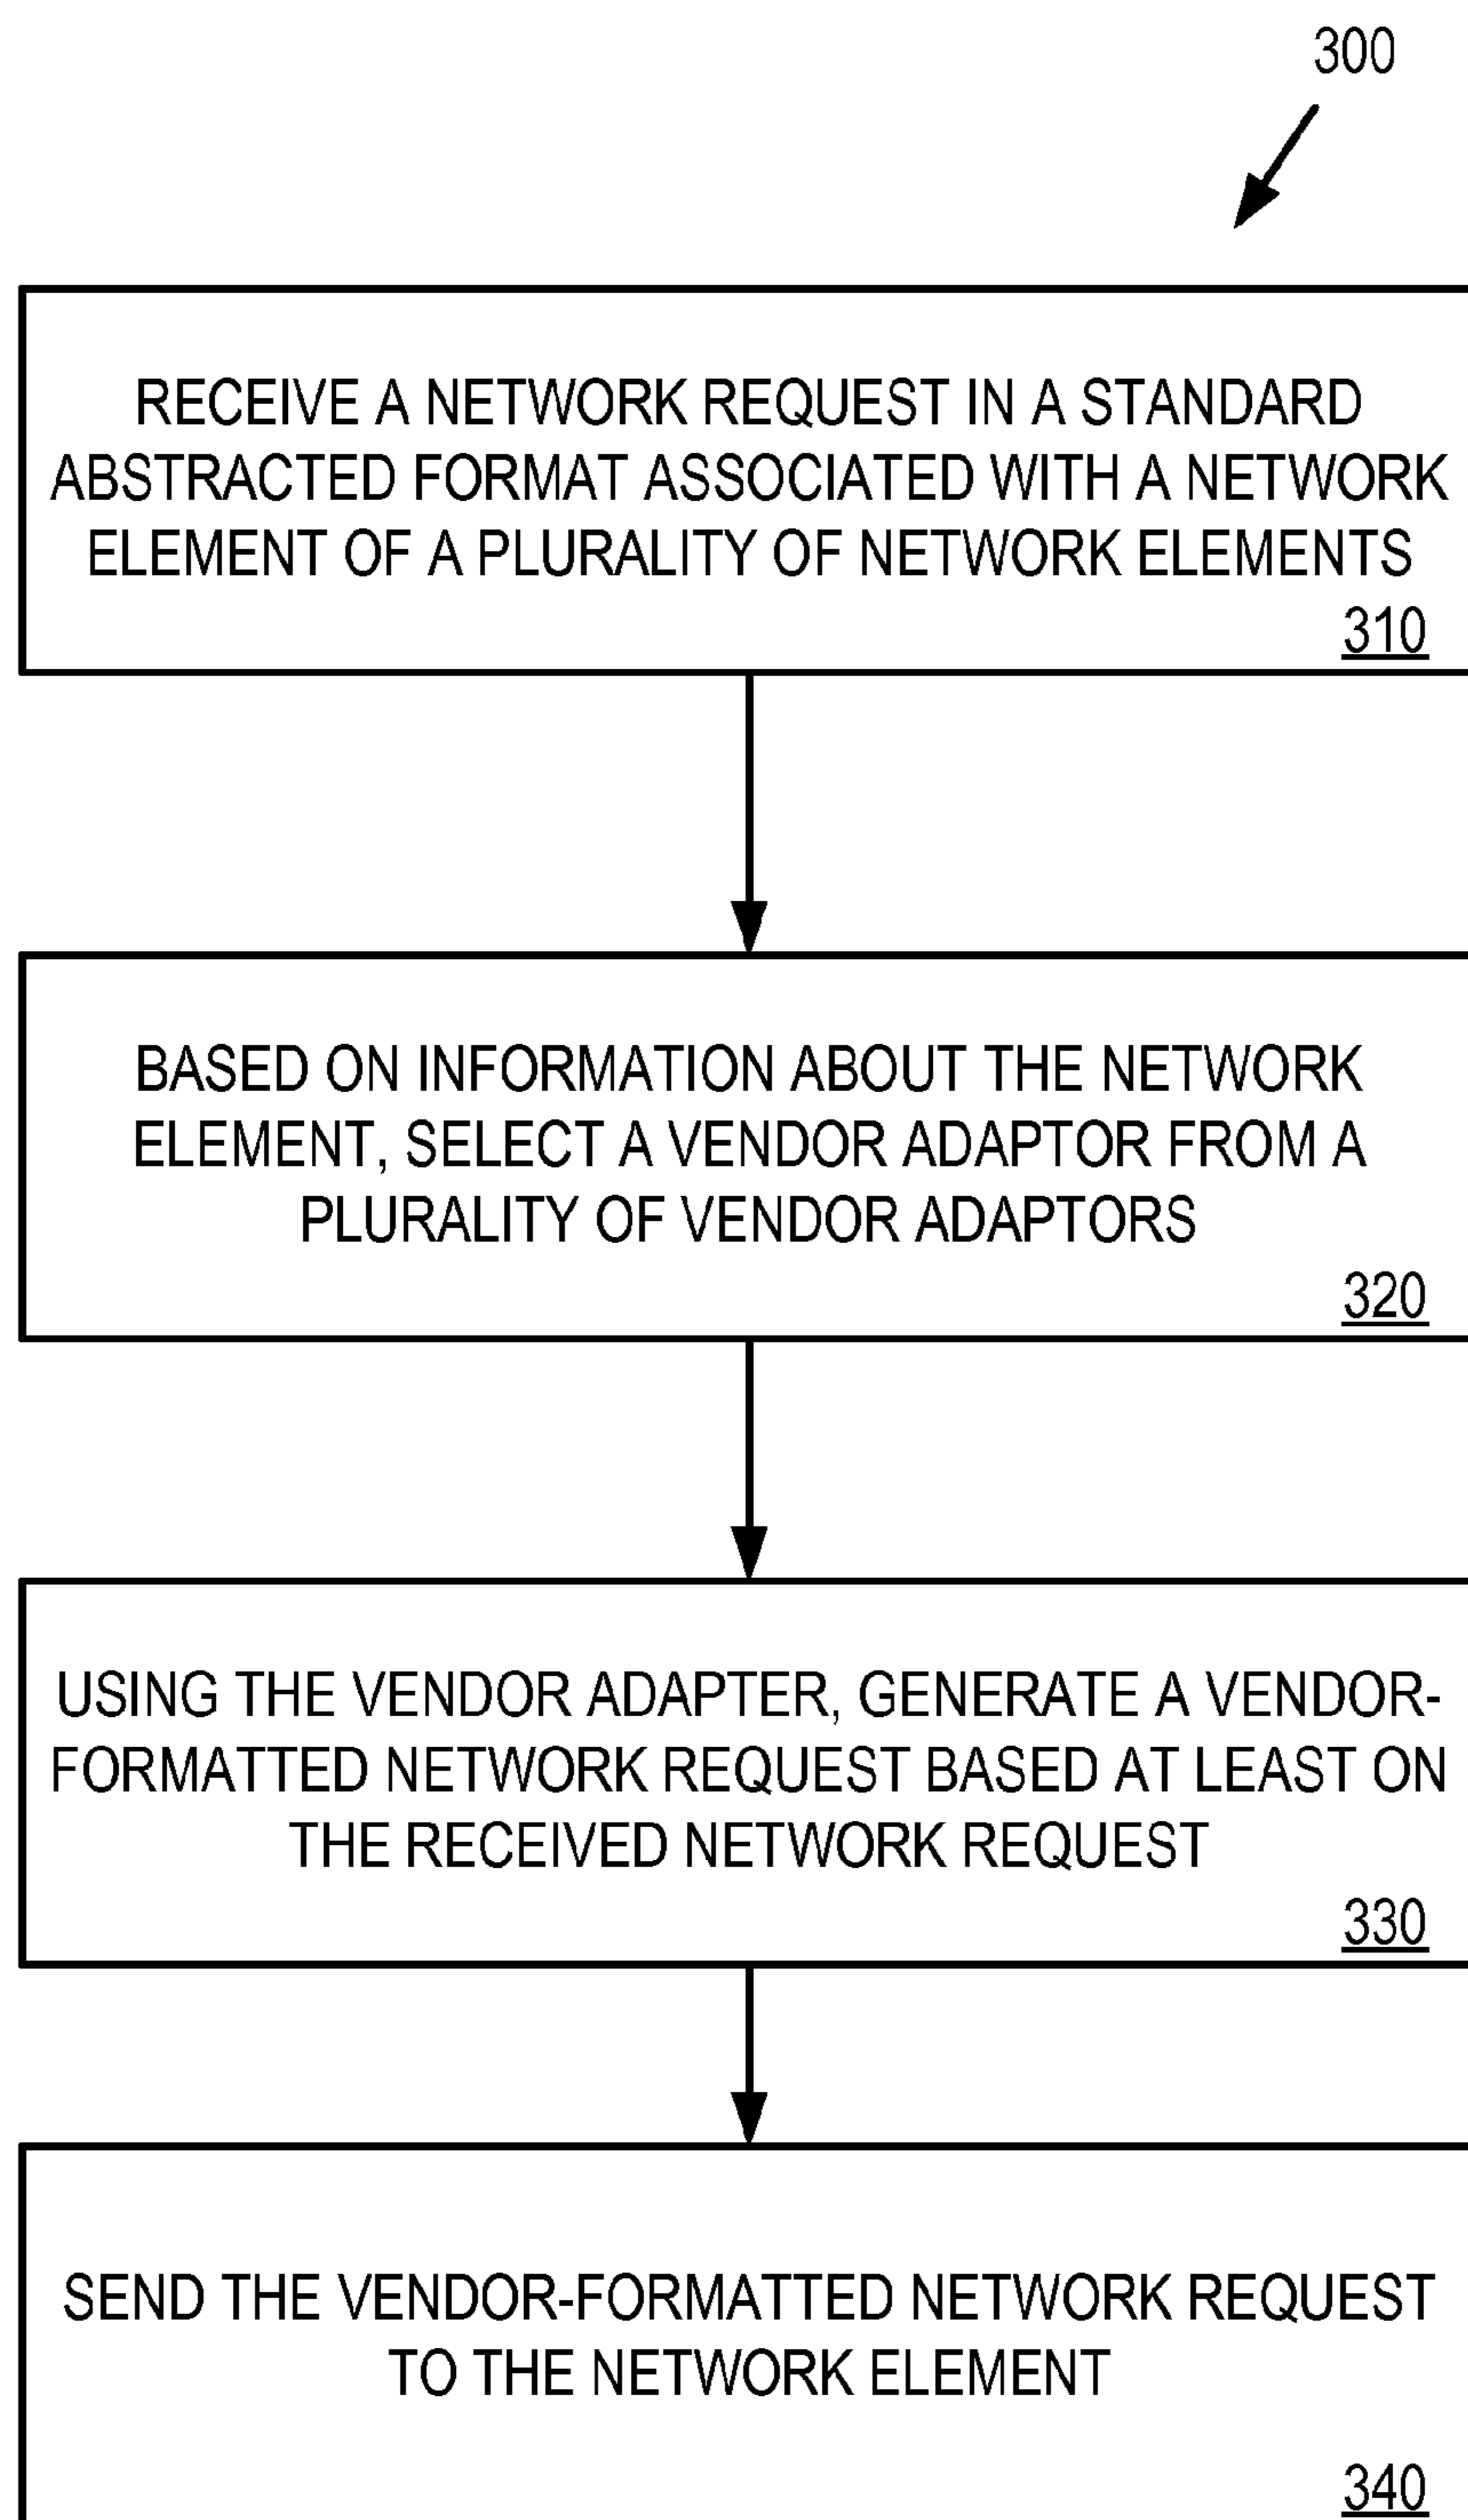 300
RECEIVE A NETWORK REQUEST IN A STANDARD
ABSTRACTED FORMAT ASSOCIATED WITH A NETWORK
ELEMENT OF A PLURALITY OF NETWORK ELEMENTS
310
BASED ON INFORMATION ABOUT THE NETWORK
ELEMENT, SELECT A VENDOR ADAPTOR FROM A
PLURALITY OF VENDOR ADAPTORS
320
USING THE VENDOR ADAPTER, GENERATE A VENDOR-
FORMATTED NETWORK REQUEST BASED AT LEAST ON
THE RECEIVED NETWORK REQUEST
330
SEND THE VENDOR-FORMATTED NETWORK REQUEST
TO THE NETWORK ELEMENT
340